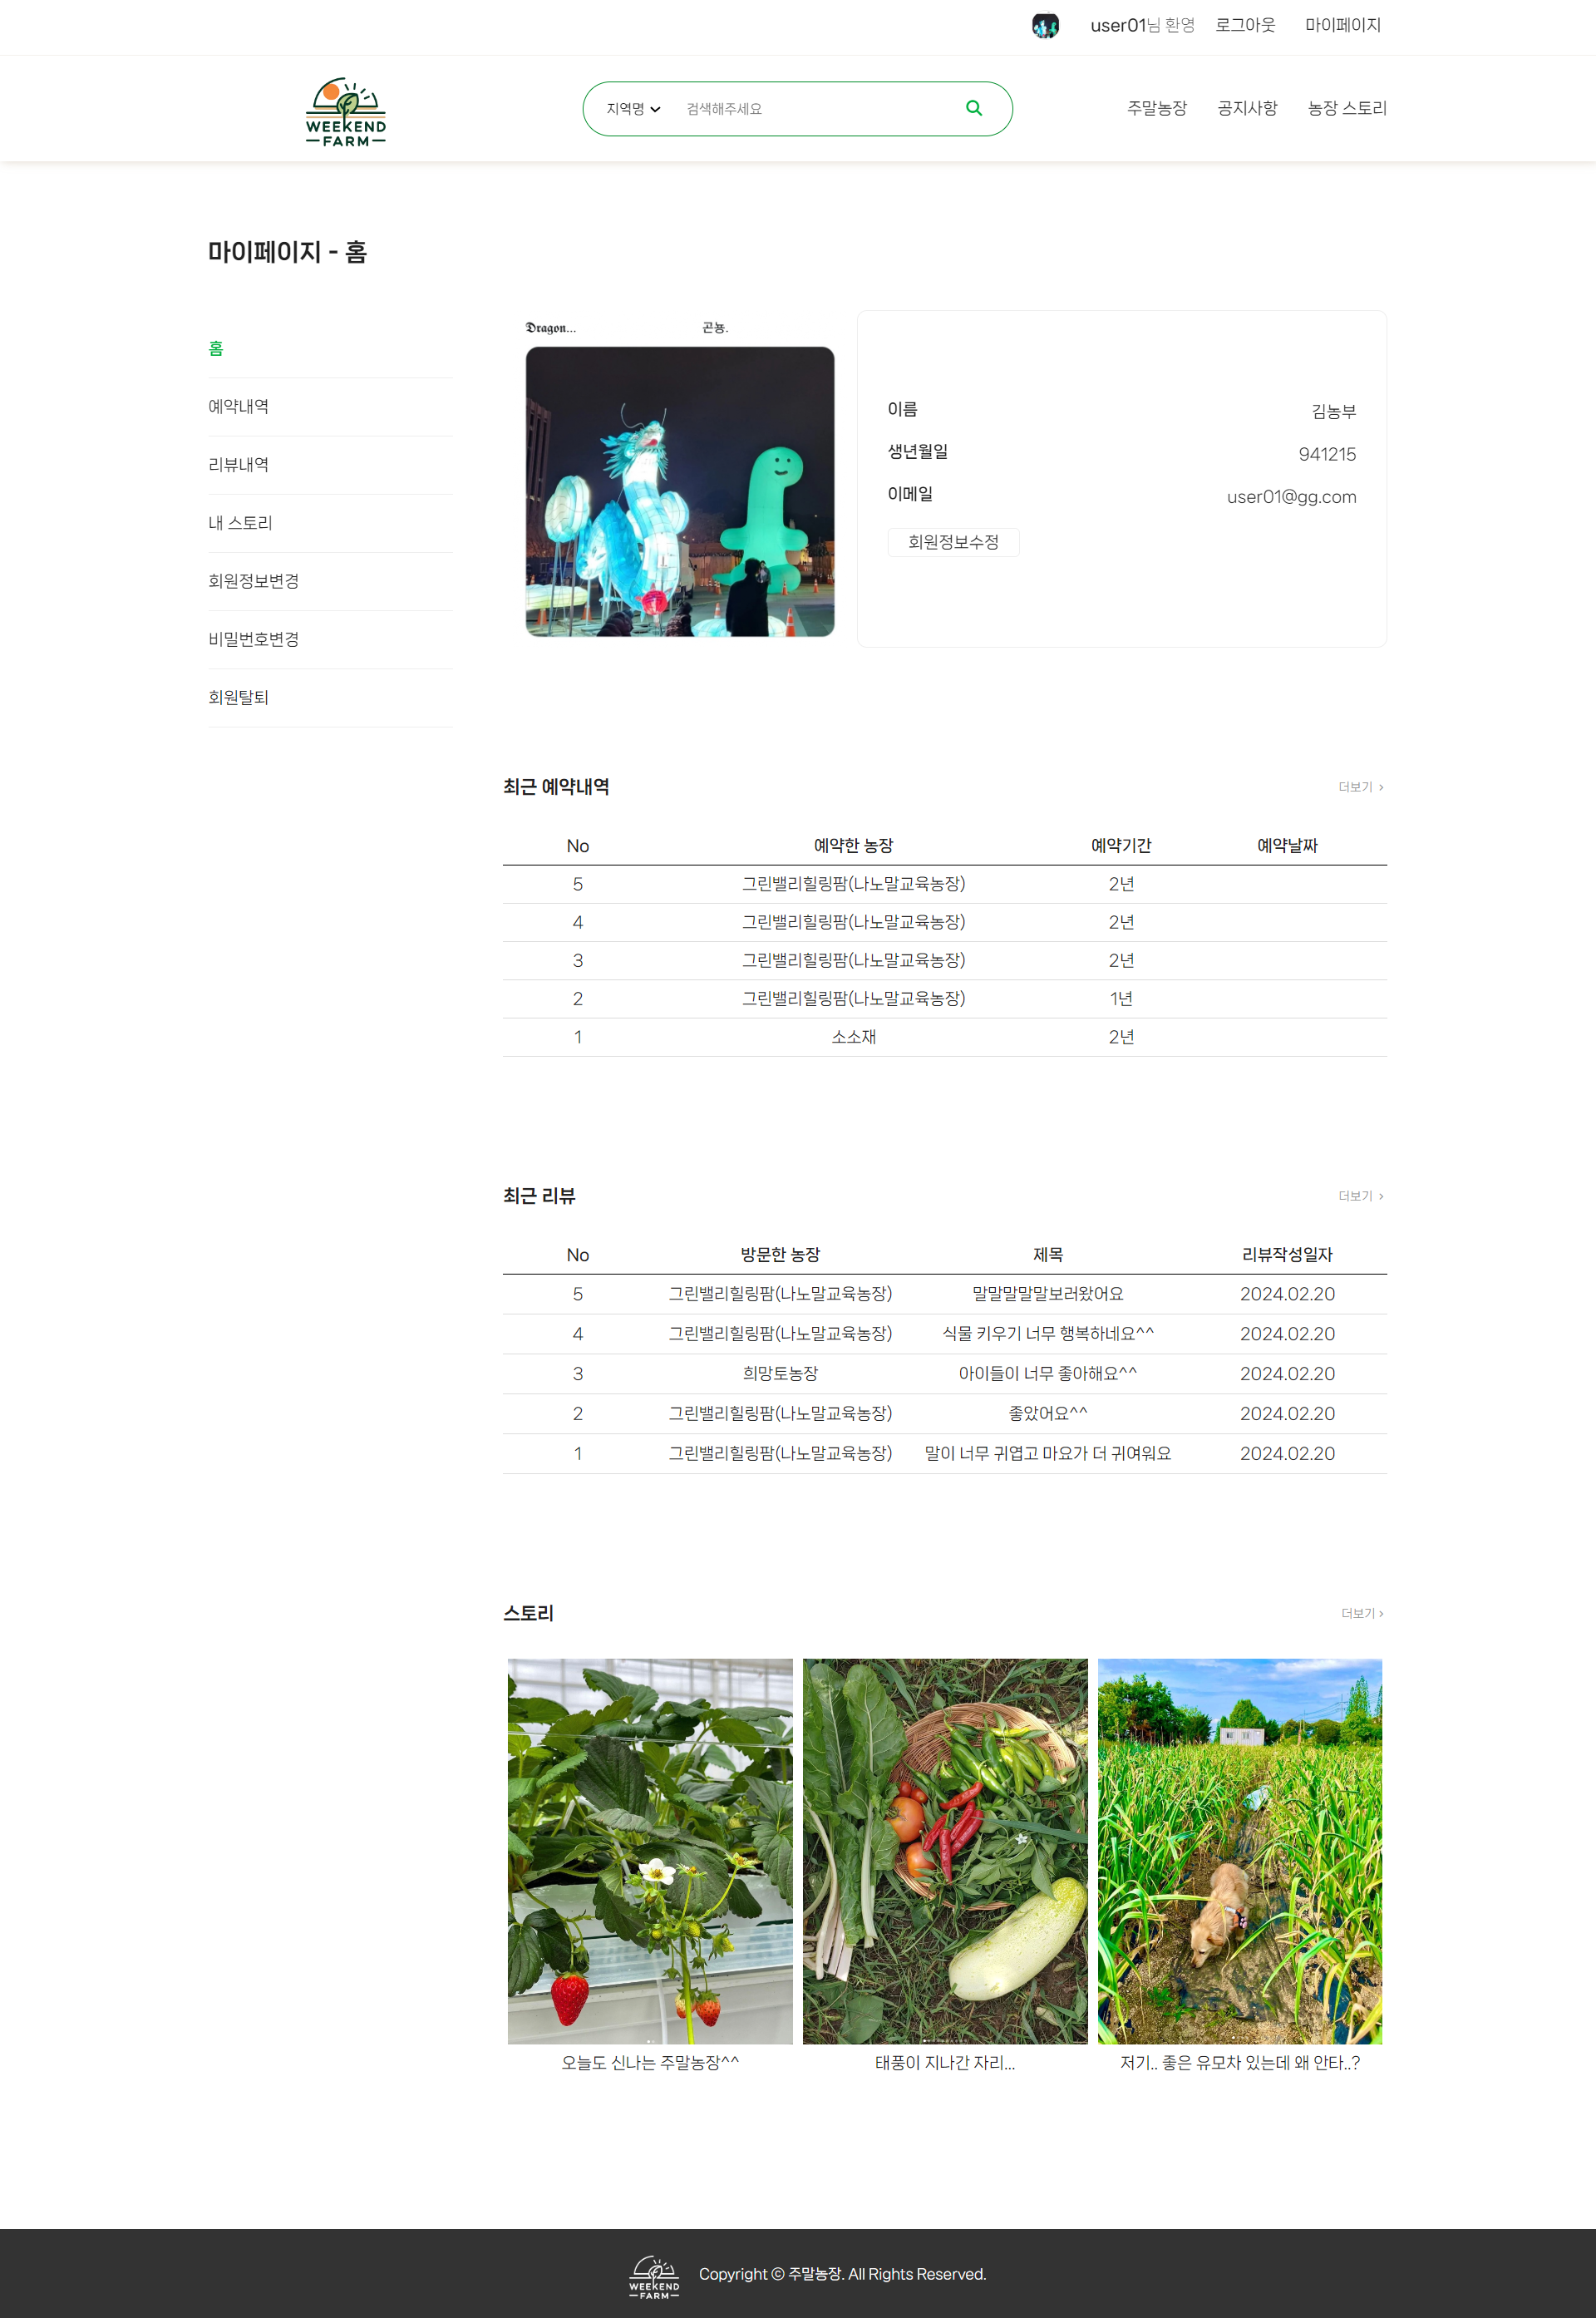 user01님 환영 로그아웃 마이페이지
WEEKEND
FARM
지역명 검색해주세요
주말농장 공지사항 농장 스토리
마이페이지 - 홈
홈
예약내역
리뷰내역
내 스토리
회원정보변경
비밀번호변경
회원탈퇴
Dragon... 곤뇽.
이름 김농부
생년월일 941215
이메일 user01@gg.com
회원정보수정
최근 예약내역 더보기 >
No 예약한 농장 예약기간 예약날짜
5 그린밸리힐링팜(나노말교육농장) 2년
4 그린밸리힐링팜(나노말교육농장) 2년
3 그린밸리힐링팜(나노말교육농장) 2년
2 그린밸리힐링팜(나노말교육농장) 1년
1 소소재 2년
최근 리뷰 더보기 >
No 방문한 농장 제목 리뷰작성일자
5 그린밸리힐링팜(나노말교육농장) 말말말말말보러왔어요 2024.02.20
4 그린밸리힐링팜(나노말교육농장) 식물 키우기 너무 행복하네요^^ 2024.02.20
3 희망토농장 아이들이 너무 좋아해요^^ 2024.02.20
2 그린밸리힐링팜(나노말교육농장) 좋았어요^^ 2024.02.20
1 그린밸리힐링팜(나노말교육농장) 말이 너무 귀엽고 마요가 더 귀여워요 2024.02.20
스토리 더보기 >
오늘도 신나는 주말농장^^
태풍이 지나간 자리...
저기.. 좋은 유모차 있는데 왜 안타..?
WEEKEND
FARM
Copyright ⓒ 주말농장. All Rights Reserved.